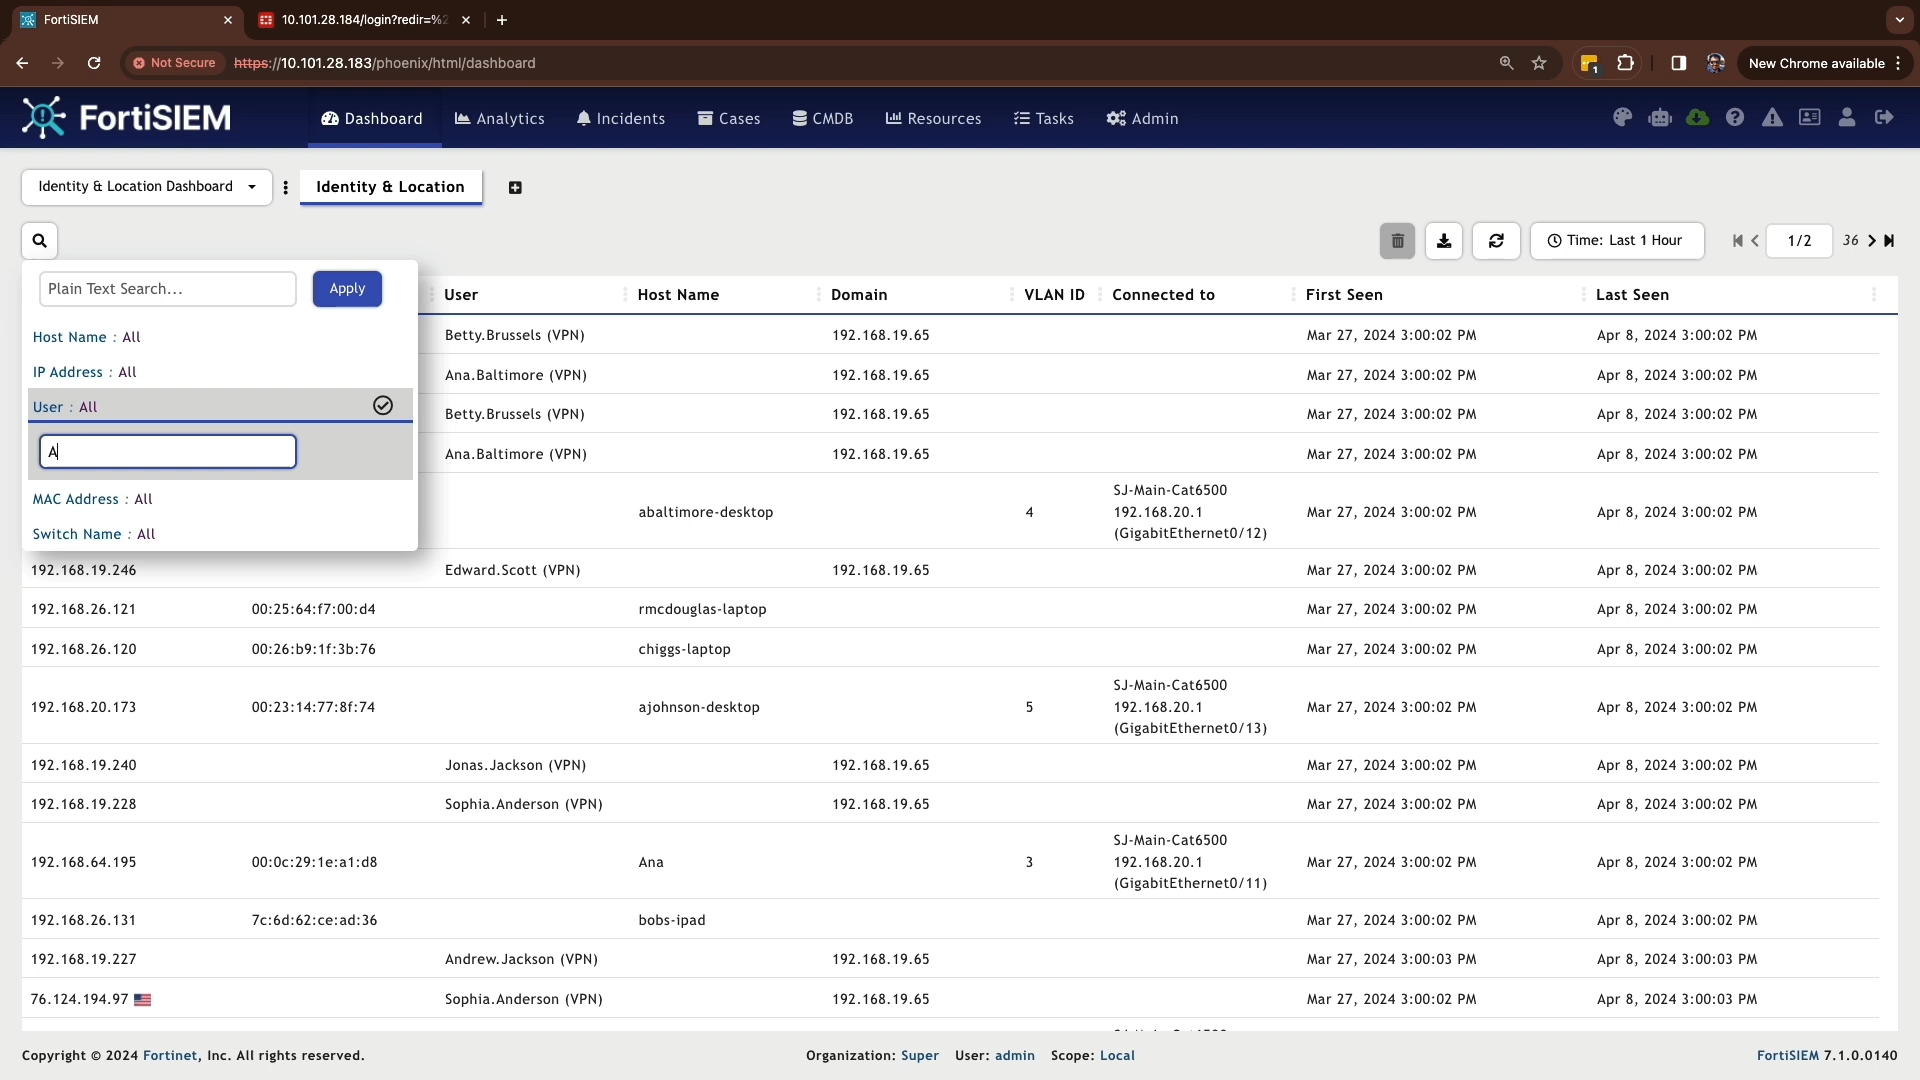 FortiSIEM
10.101.28.184/login?redir=%2
Not Secure https://10.101.28.183/phoenix/html/dashboard
1
New Chrome available
FortiSIEM
Dashboard Analytics Incidents Cases CMDB Resources Tasks Admin
Identity & Location Dashboard
Identity & Location
Time: Last 1 Hour
1/2 36
Plain Text Search... Apply
Host Name : All
IP Address : All
User : All
A
MAC Address : All
Switch Name : All
User Host Name Domain VLAN ID Connected to First Seen Last Seen
Betty.Brussels (VPN) 192.168.19.65 Mar 27, 2024 3:00:02 PM Apr 8, 2024 3:00:02 PM
Ana.Baltimore (VPN) 192.168.19.65 Mar 27, 2024 3:00:02 PM Apr 8, 2024 3:00:02 PM
Betty.Brussels (VPN) 192.168.19.65 Mar 27, 2024 3:00:02 PM Apr 8, 2024 3:00:02 PM
Ana.Baltimore (VPN) 192.168.19.65 Mar 27, 2024 3:00:02 PM Apr 8, 2024 3:00:02 PM
SJ-Main-Cat6500
abaltimore-desktop 4 192.168.20.1 Mar 27, 2024 3:00:02 PM Apr 8, 2024 3:00:02 PM
(GigabitEthernet0/12)
192.168.19.246 Edward.Scott (VPN) 192.168.19.65 Mar 27, 2024 3:00:02 PM Apr 8, 2024 3:00:02 PM
192.168.26.121 00:25:64:f7:00:d4 rmcdouglas-laptop Mar 27, 2024 3:00:02 PM Apr 8, 2024 3:00:02 PM
192.168.26.120 00:26:b9:1f:3b:76 chiggs-laptop Mar 27, 2024 3:00:02 PM Apr 8, 2024 3:00:02 PM
SJ-Main-Cat6500
192.168.20.173 00:23:14:77:8f:74 ajohnson-desktop 5 192.168.20.1 Mar 27, 2024 3:00:02 PM Apr 8, 2024 3:00:02 PM
(GigabitEthernet0/13)
192.168.19.240 Jonas.Jackson (VPN) 192.168.19.65 Mar 27, 2024 3:00:02 PM Apr 8, 2024 3:00:02 PM
192.168.19.228 Sophia.Anderson (VPN) 192.168.19.65 Mar 27, 2024 3:00:02 PM Apr 8, 2024 3:00:02 PM
SJ-Main-Cat6500
192.168.64.195 00:0c:29:1e:a1:d8 Ana 3 192.168.20.1 Mar 27, 2024 3:00:02 PM Apr 8, 2024 3:00:02 PM
(GigabitEthernet0/11)
192.168.26.131 7c:6d:62:ce:ad:36 bobs-ipad Mar 27, 2024 3:00:02 PM Apr 8, 2024 3:00:02 PM
192.168.19.227 Andrew.Jackson (VPN) 192.168.19.65 Mar 27, 2024 3:00:03 PM Apr 8, 2024 3:00:03 PM
76.124.194.97 Sophia.Anderson (VPN) 192.168.19.65 Mar 27, 2024 3:00:02 PM Apr 8, 2024 3:00:03 PM
Copyright © 2024 Fortinet, Inc. All rights reserved. Organization: Super User: admin Scope: Local FortiSIEM 7.1.0.0140